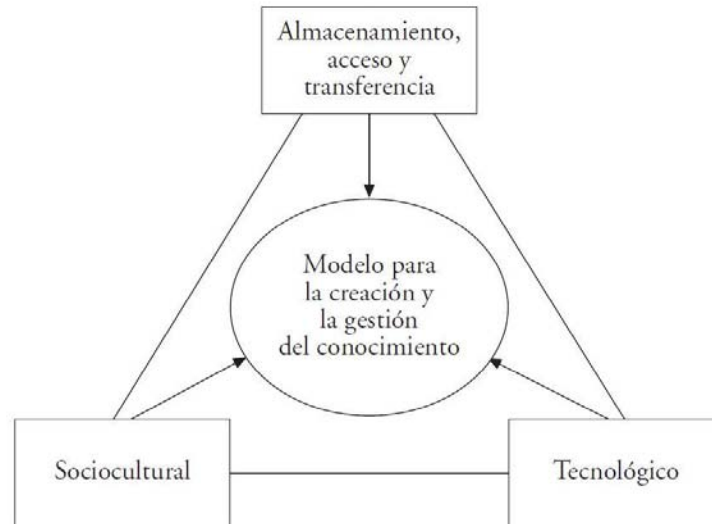 Almacenamiento,
acceso y
transferencia
Modelo para
la creación y
la gestión
del conocimiento
Sociocultural
Tecnológico